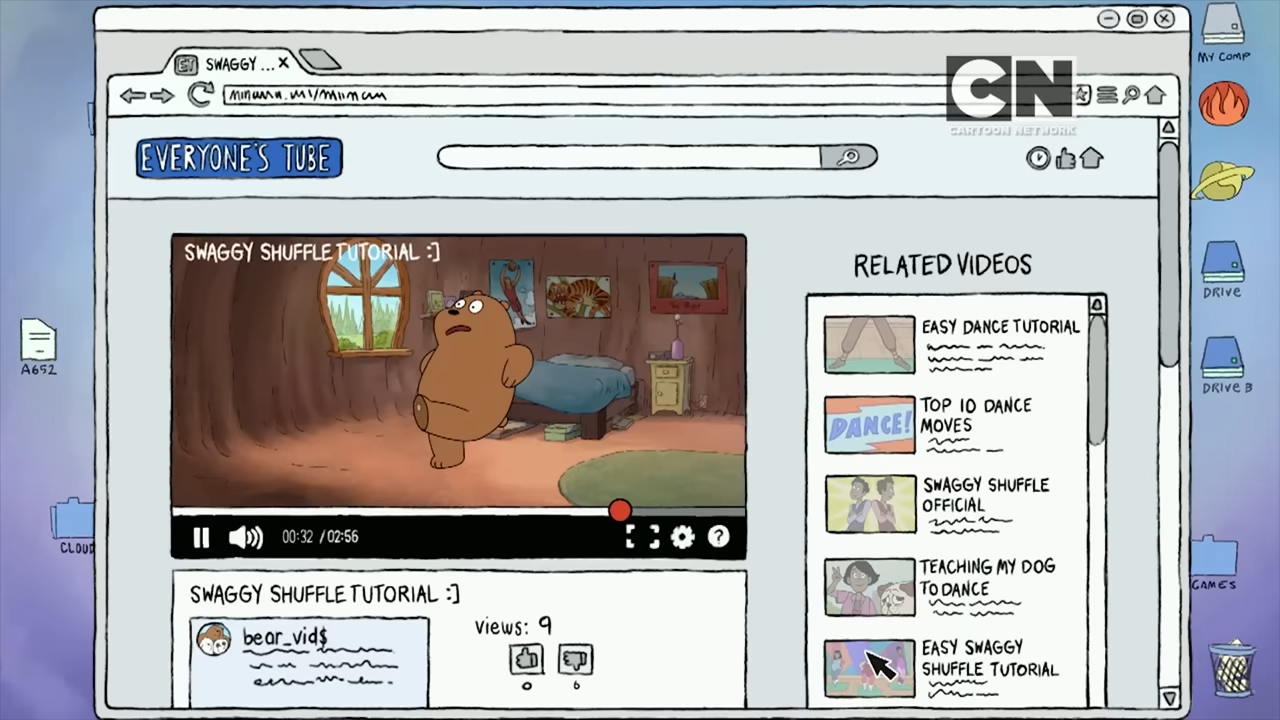 MY COMP
SWAGGY ...
CN
CARTOON NETWORK
EVERYONE'S TUBE
SWAGGY SHUFFLE TUTORIAL :]
00:32 / 02:56
?
SWAGGY SHUFFLE TUTORIAL :]
bear_vid$
Views: 9
0
6
RELATED VIDEOS
EASY DANCE TUTORIAL
DANCE!
TOP 10 DANCE
MOVES
SWAGGY SHUFFLE
OFFICIAL
TEACHING MY DOG
TO DANCE
EASY SWAGGY
SHUFFLE TUTORIAL
A652
CLOUD
DRIVE
DRIVE B
GAMES